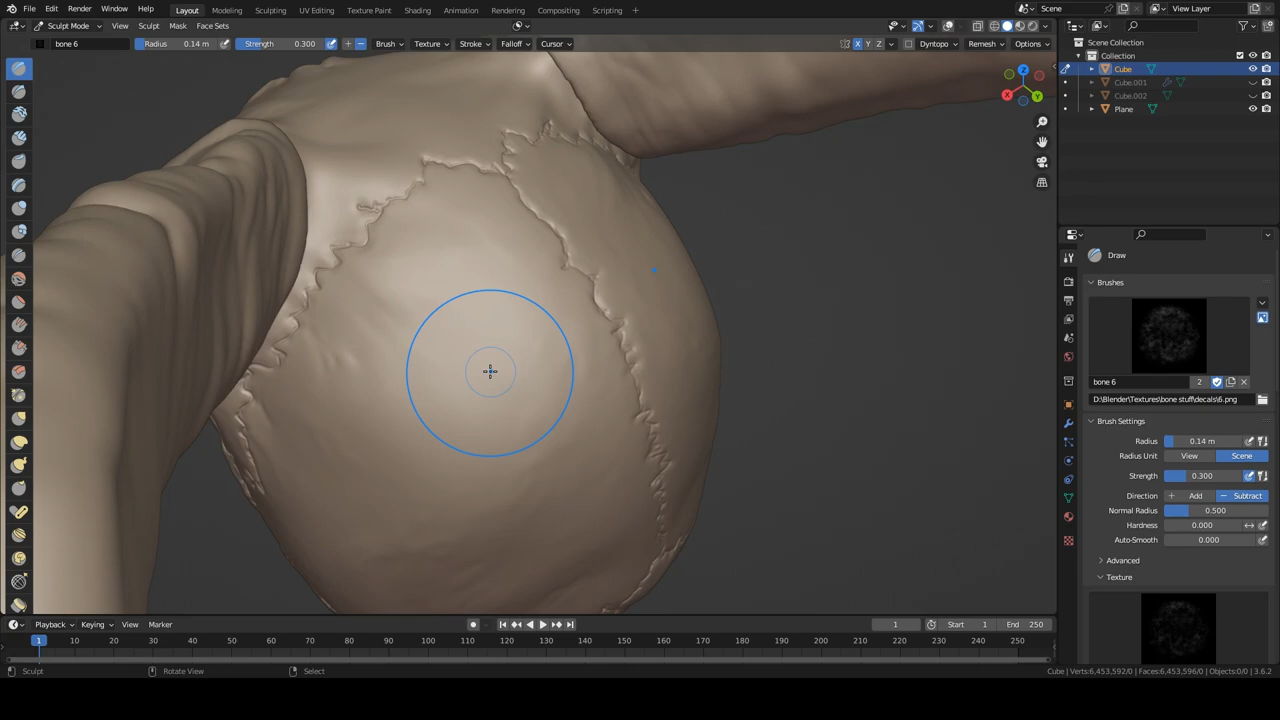 File Edit Render Window Help Layout Modeling Sculpting UV Editing Texture Paint Shading Animation Rendering Compositing Scripting + Scene View Layer
Sculpt Mode View Sculpt Mask Face Sets
bone 6 Radius 0.14 m Strength 0.300 Brush Texture Stroke Falloff Cursor X Y Z Dyntopo Remesh Options
Scene Collection
Collection
Cube
Cube.001
Cube.002
Plane
Z
X Y
Draw
Brushes
bone 6 2
D:\Blender\Textures\bone stuff\decals\6.png
Brush Settings
Radius 0.14 m
Radius Unit View Scene
Strength 0.300
Direction + Add − Subtract
Normal Radius 0.500
Hardness 0.000
Auto-Smooth 0.000
Advanced
Texture
Playback Keying View Marker 1 Start 1 End 250
1 10 20 30 40 50 60 70 80 90 100 110 120 130 140 150 160 170 180 190 200 210 220 230 240 250
Sculpt Rotate View Select Cube | Verts:6,453,592/0 | Faces:6,453,596/0 | Objects:0/0 | 3.6.2